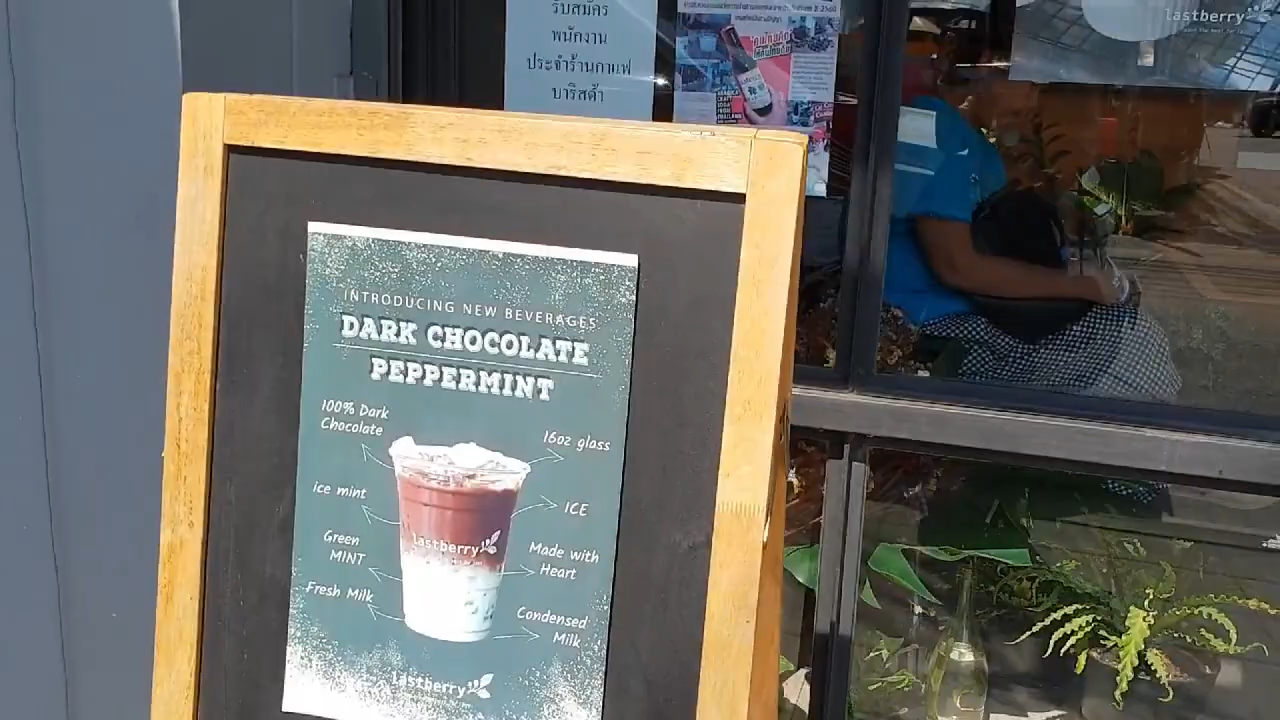 รับสมัคร
พนักงาน
ประจำร้านกาแฟ
บาริสต้า
lastberry
INTRODUCING NEW BEVERAGES
DARK CHOCOLATE
PEPPERMINT
100% Dark
Chocolate
16oz glass
ice mint
ICE
Green
MINT
Made with
Heart
Fresh Milk
Condensed
Milk
lastberry
lastberry